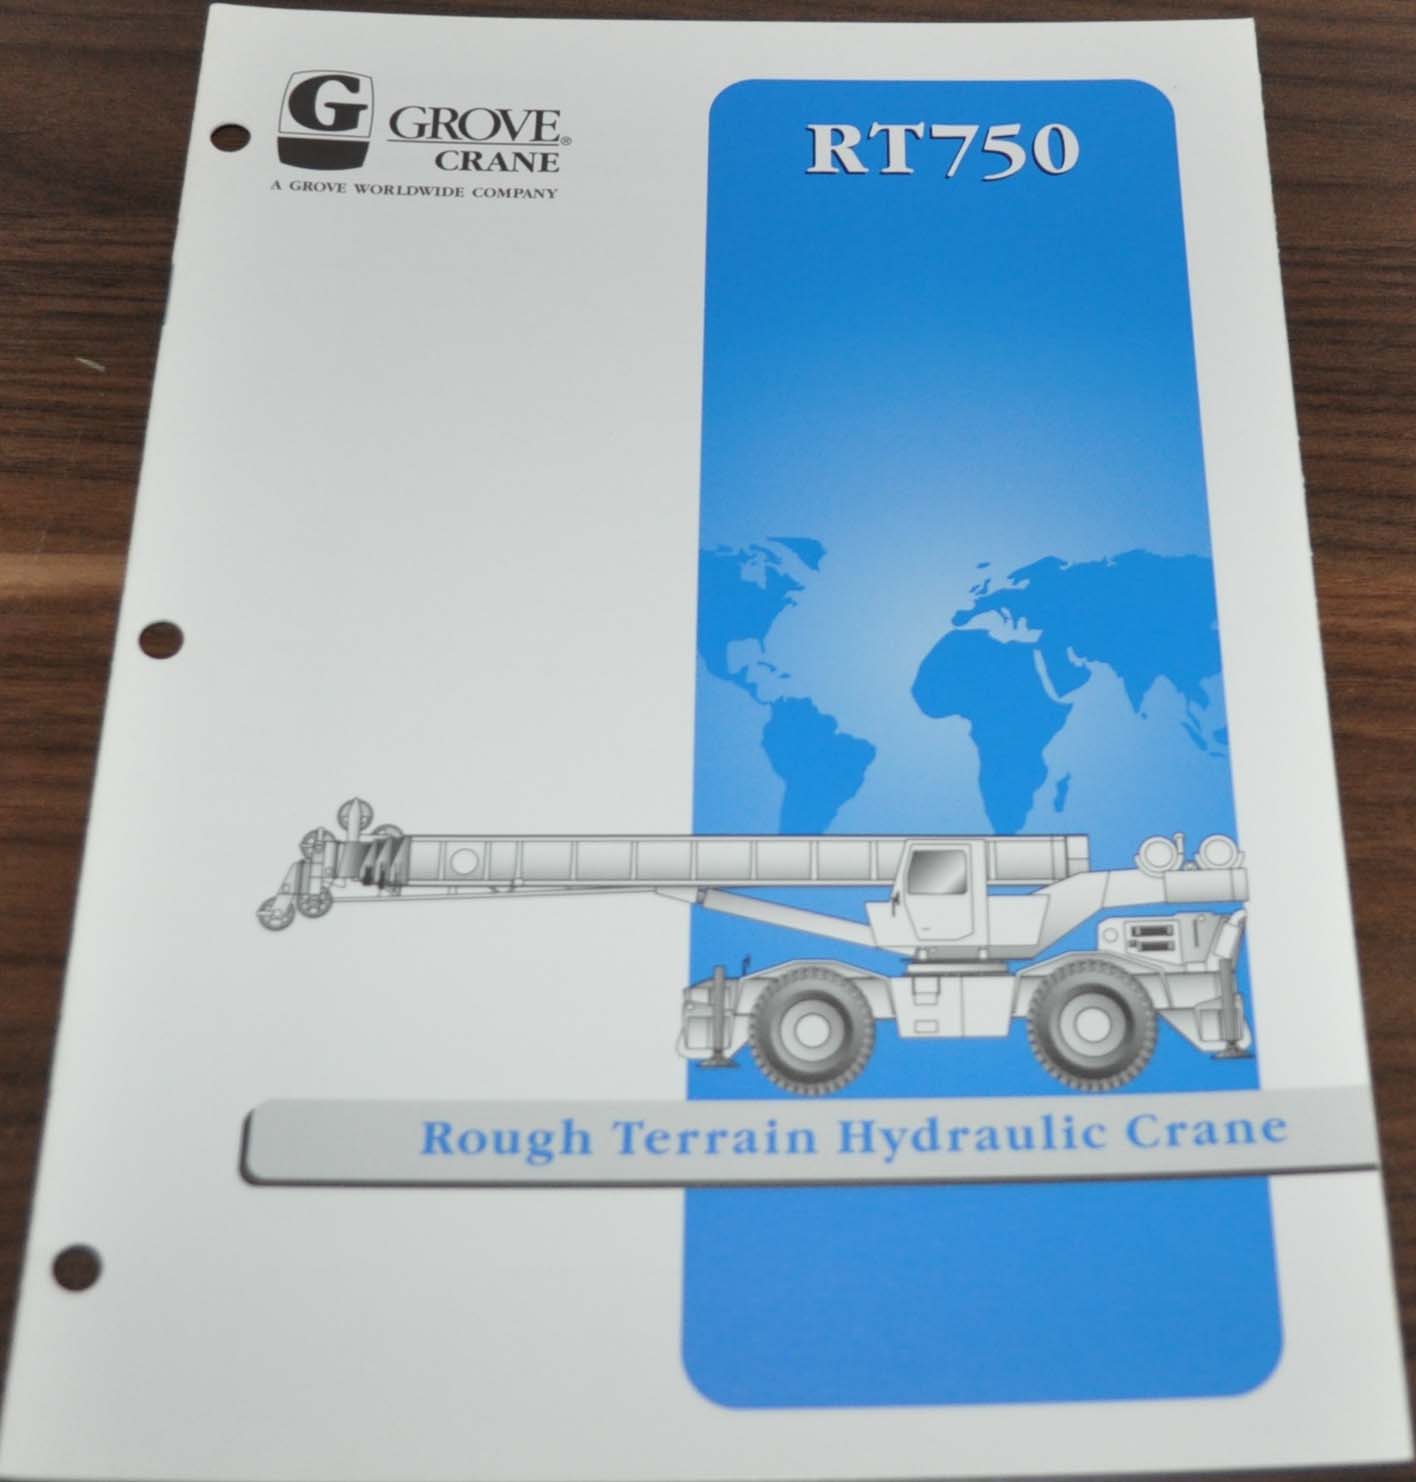 G
GROVE®
CRANE
A GROVE WORLDWIDE COMPANY
RT750
Rough Terrain Hydraulic Crane